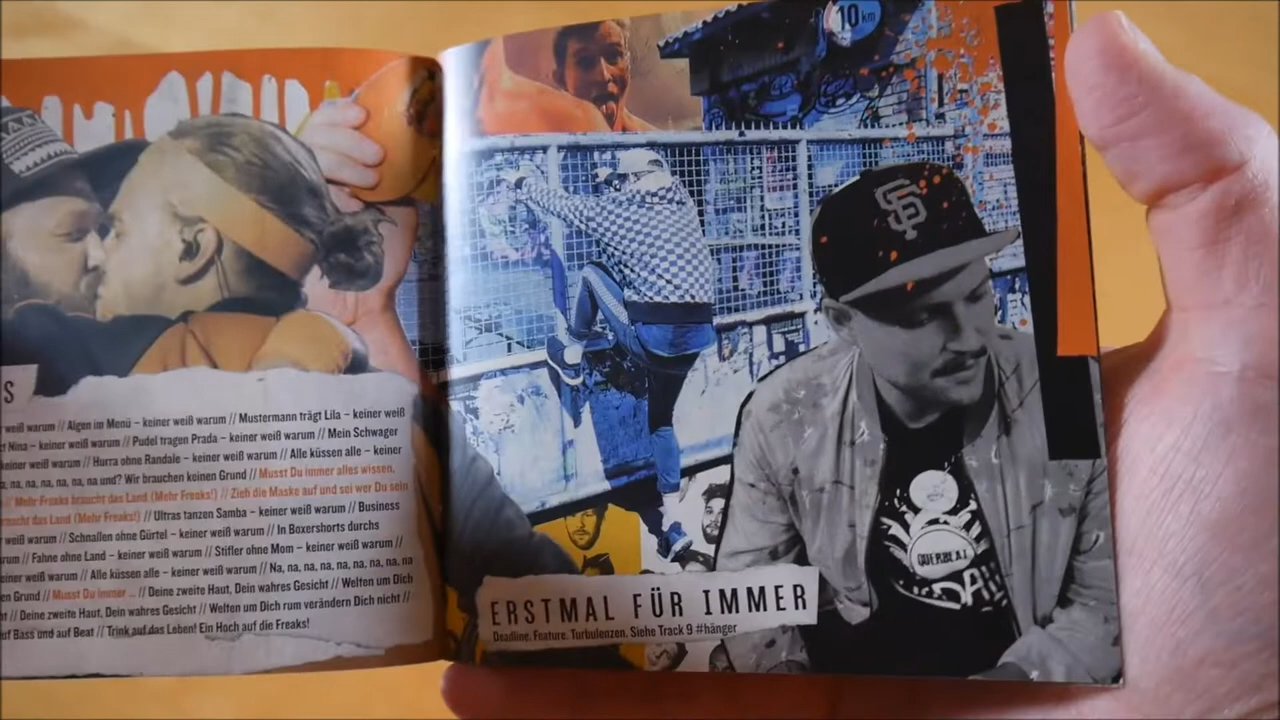 S
weiß warum // Algen im Menü – keiner weiß warum // Mustermann trägt Lila – keiner weiß
Nina – keiner weiß warum // Pudel tragen Prada – keiner weiß warum // Mein Schwager
keiner weiß warum // Hurra ohne Randale – keiner weiß warum // Alle küssen alle – keiner
na, na, na, na, na, na und? Wir brauchen keinen Grund // Musst Du immer alles wissen,
// Mehr Freaks braucht das Land (Mehr Freaks!) // Zieh die Maske auf und sei wer Du sein
braucht das Land (Mehr Freaks!) // Ultras tanzen Samba – keiner weiß warum // Business
weiß warum // Schnallen ohne Gürtel – keiner weiß warum // In Boxershorts durchs
warum // Fahne ohne Land – keiner weiß warum // Stifler ohne Mom – keiner weiß warum //
keiner weiß warum // Alle küssen alle – keiner weiß warum // Na, na, na, na, na, na, na, na
Grund // Musst Du immer ... // Deine zweite Haut, Dein wahres Gesicht // Welten um Dich
// Deine zweite Haut, Dein wahres Gesicht // Welten um Dich rum verändern Dich nicht //
auf Bass und auf Beat // Trink auf das Leben! Ein Hoch auf die Freaks!
10 km
SF
QUERBEAT
ERSTMAL FÜR IMMER
Deadline. Feature. Turbulenzen. Siehe Track 9 #hänger